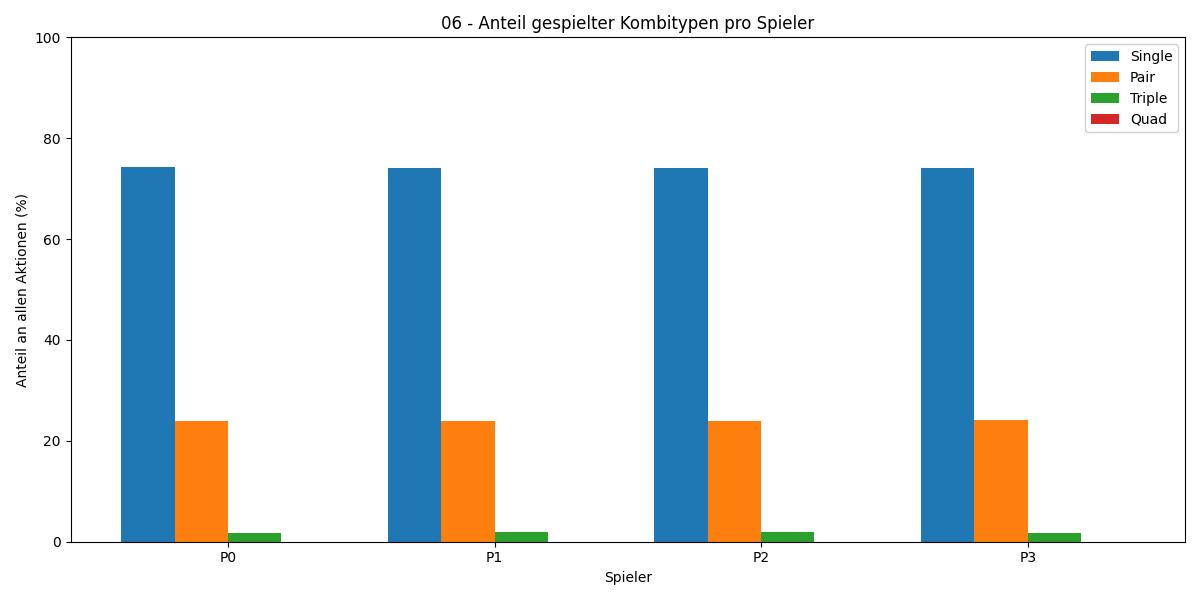 06 - Anteil gespielter Kombitypen pro Spieler
Anteil an allen Aktionen (%)
100
80
60
40
20
0
Single
Pair
Triple
Quad
P0
P1
P2
P3
Spieler